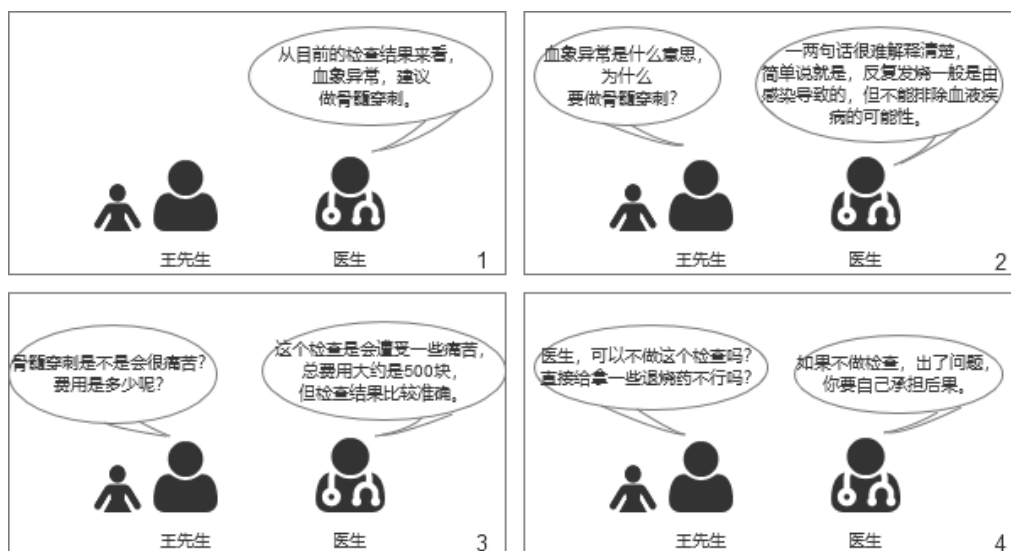 从目前的检查结果来看，
血象异常，建议
做骨髓穿刺。
王先生
医生
1
血象异常是什么意思，
为什么
要做骨髓穿刺？
一两句话很难解释清楚，
简单说就是，反复发烧一般是由
感染导致的，但不能排除血液疾
病的可能性。
王先生
医生
2
骨髓穿刺是不是会很痛苦？
费用是多少呢？
这个检查是会遭受一些痛苦，
总费用大约是500块，
但检查结果比较准确。
王先生
医生
3
医生，可以不做这个检查吗？
直接给拿一些退烧药不行吗？
如果不做检查，出了问题，
你要自己承担后果。
王先生
医生
4